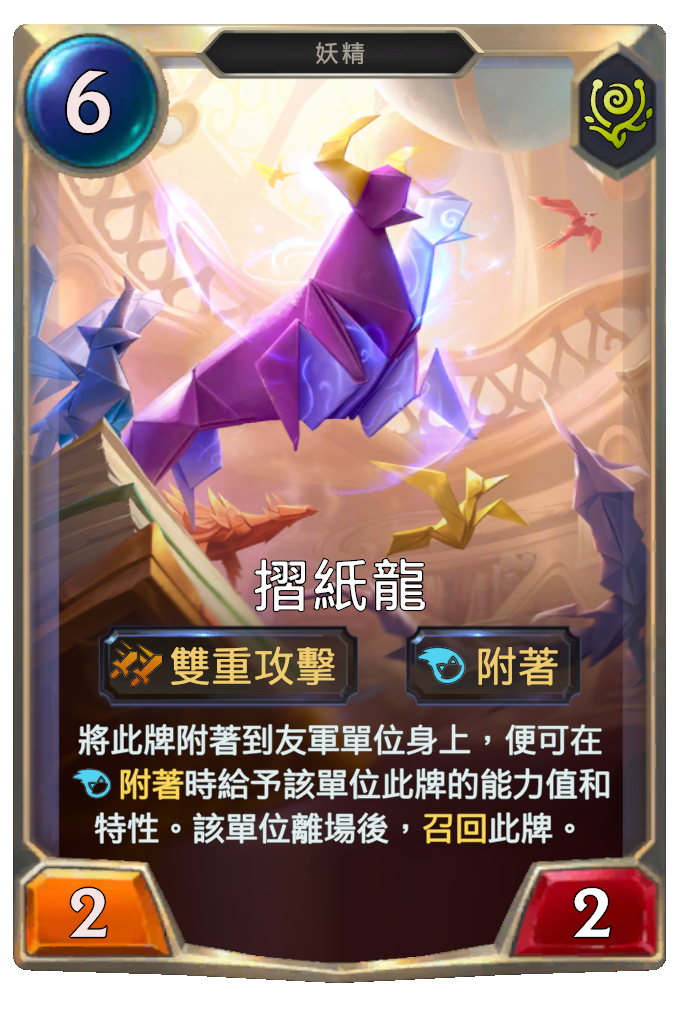 6
妖精
摺紙龍
雙重攻擊
附著
將此牌附著到友軍單位身上，便可在
附著時給予該單位此牌的能力值和
特性。該單位離場後，召回此牌。
2
2